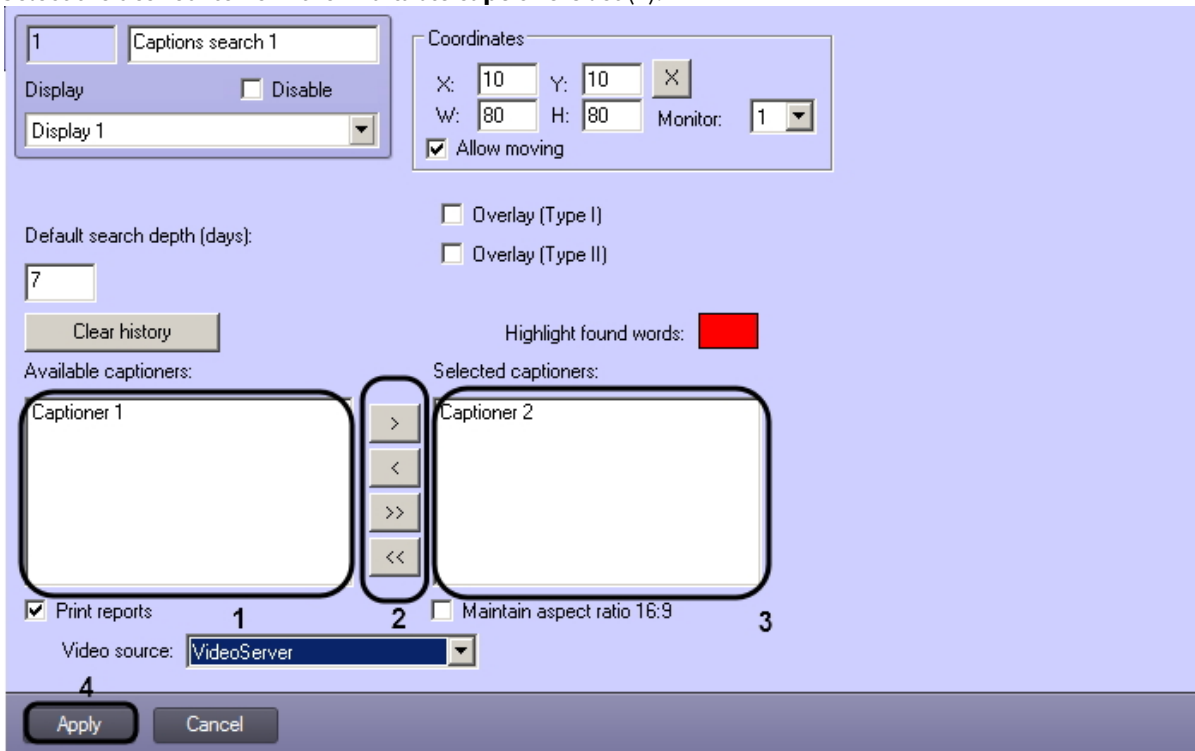 1 Captions search 1
Display Disable
Display 1
Coordinates
X: 10 Y: 10 X
W: 80 H: 80 Monitor: 1
Allow moving
Overlay (Type I)
Default search depth (days):
Overlay (Type II)
7
Clear history Highlight found words:
Available captioners: Selected captioners:
Captioner 1 > Captioner 2
<
>>
<<
Print reports 1 2 Maintain aspect ratio 16:9 3
Video source: VideoServer
4
Apply Cancel